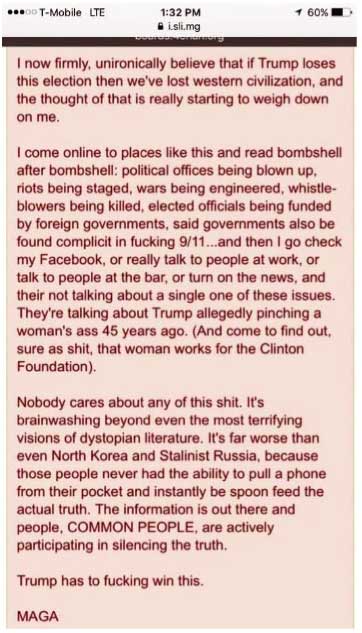 T-Mobile LTE 1:32 PM 60%
i.sli.mg
boards.4chan.org
I now firmly, unironically believe that if Trump loses
this election then we've lost western civilization, and
the thought of that is really starting to weigh down
on me.
I come online to places like this and read bombshell
after bombshell: political offices being blown up,
riots being staged, wars being engineered, whistle-
blowers being killed, elected officials being funded
by foreign governments, said governments also be
found complicit in fucking 9/11...and then I go check
my Facebook, or really talk to people at work, or
talk to people at the bar, or turn on the news, and
their not talking about a single one of these issues.
They're talking about Trump allegedly pinching a
woman's ass 45 years ago. (And come to find out,
sure as shit, that woman works for the Clinton
Foundation).
Nobody cares about any of this shit. It's
brainwashing beyond even the most terrifying
visions of dystopian literature. It's far worse than
even North Korea and Stalinist Russia, because
those people never had the ability to pull a phone
from their pocket and instantly be spoon feed the
actual truth. The information is out there and
people, COMMON PEOPLE, are actively
participating in silencing the truth.
Trump has to fucking win this.
MAGA